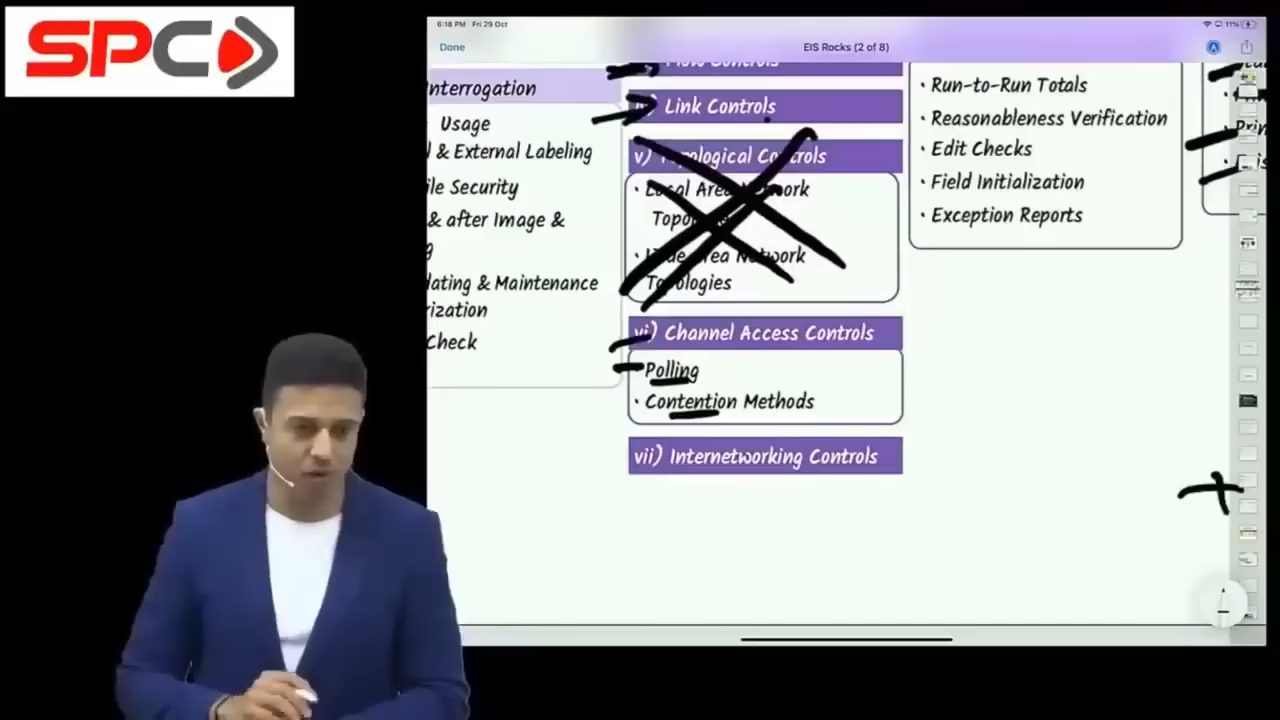 SPC
6:18 PM Fri 29 Oct
11%
Done
EIS Rocks (2 of 8)
Interrogation
Usage
& External Labeling
ile Security
& after Image &
g
dating & Maintenance
rization
Check
Flow Controls
Link Controls
v) Topological Controls
· Local Area Network
Topologies
· Wide Area Network
Topologies
vi) Channel Access Controls
· Polling
· Contention Methods
vii) Internetworking Controls
· Run-to-Run Totals
· Reasonableness Verification
· Edit Checks
· Field Initialization
· Exception Reports